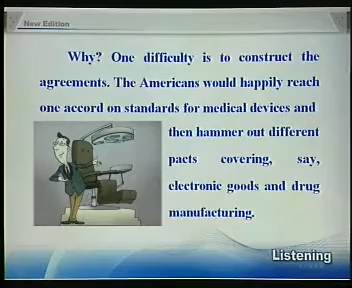 New Edition
Why? One difficulty is to construct the
agreements. The Americans would happily reach
one accord on standards for medical devices and
then hammer out different
pacts covering, say,
electronic goods and drug
manufacturing.
Listening